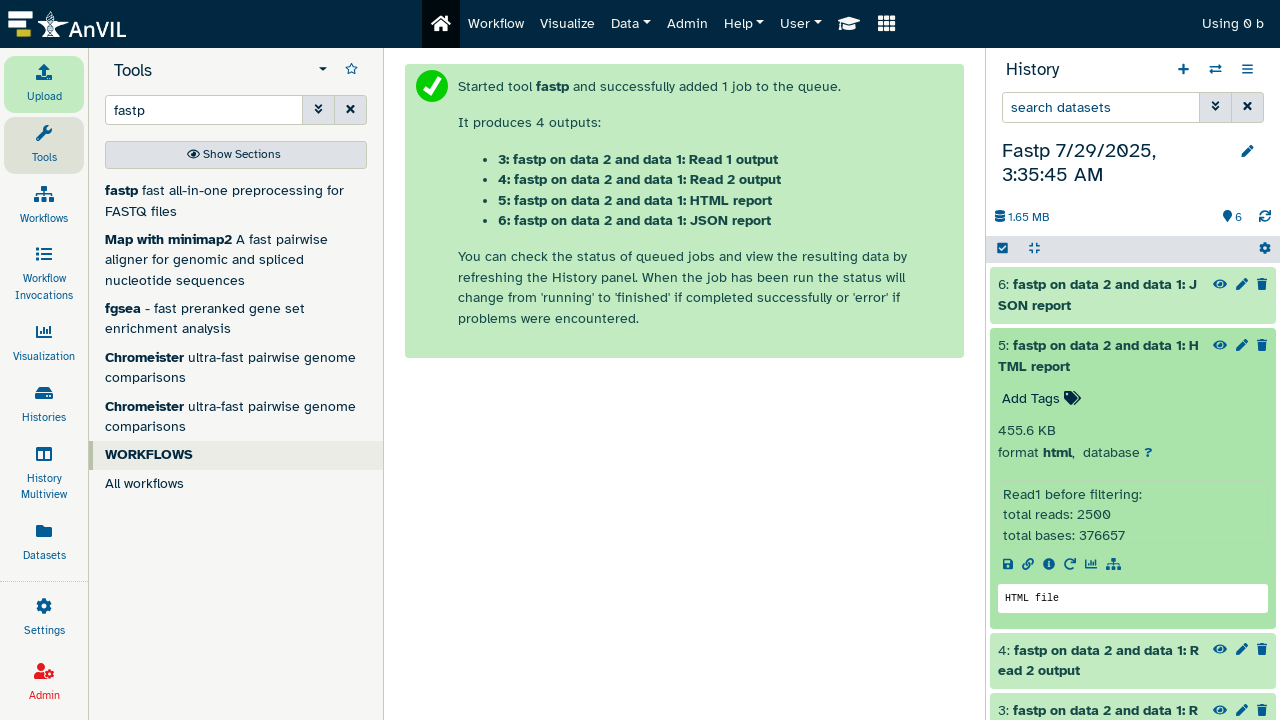 AnVIL
Workflow
Visualize
Data
Admin
Help
User
Using 0 b
Upload
Tools
Workflows
Workflow
Invocations
Visualization
Histories
History
Multiview
Datasets
Settings
Admin
Tools
fastp
Show Sections
fastp fast all-in-one preprocessing for
FASTQ files
Map with minimap2 A fast pairwise
aligner for genomic and spliced
nucleotide sequences
fgsea - fast preranked gene set
enrichment analysis
Chromeister ultra-fast pairwise genome
comparisons
Chromeister ultra-fast pairwise genome
comparisons
WORKFLOWS
All workflows
Started tool fastp and successfully added 1 job to the queue.
It produces 4 outputs:
• 3: fastp on data 2 and data 1: Read 1 output
• 4: fastp on data 2 and data 1: Read 2 output
• 5: fastp on data 2 and data 1: HTML report
• 6: fastp on data 2 and data 1: JSON report
You can check the status of queued jobs and view the resulting data by
refreshing the History panel. When the job has been run the status will
change from 'running' to 'finished' if completed successfully or 'error' if
problems were encountered.
History
search datasets
Fastp 7/29/2025,
3:35:45 AM
1.65 MB
6
6: fastp on data 2 and data 1: J
SON report
5: fastp on data 2 and data 1: H
TML report
Add Tags
455.6 KB
format html, database ?
Read1 before filtering:
total reads: 2500
total bases: 376657
HTML file
4: fastp on data 2 and data 1: R
ead 2 output
3: fastp on data 2 and data 1: R